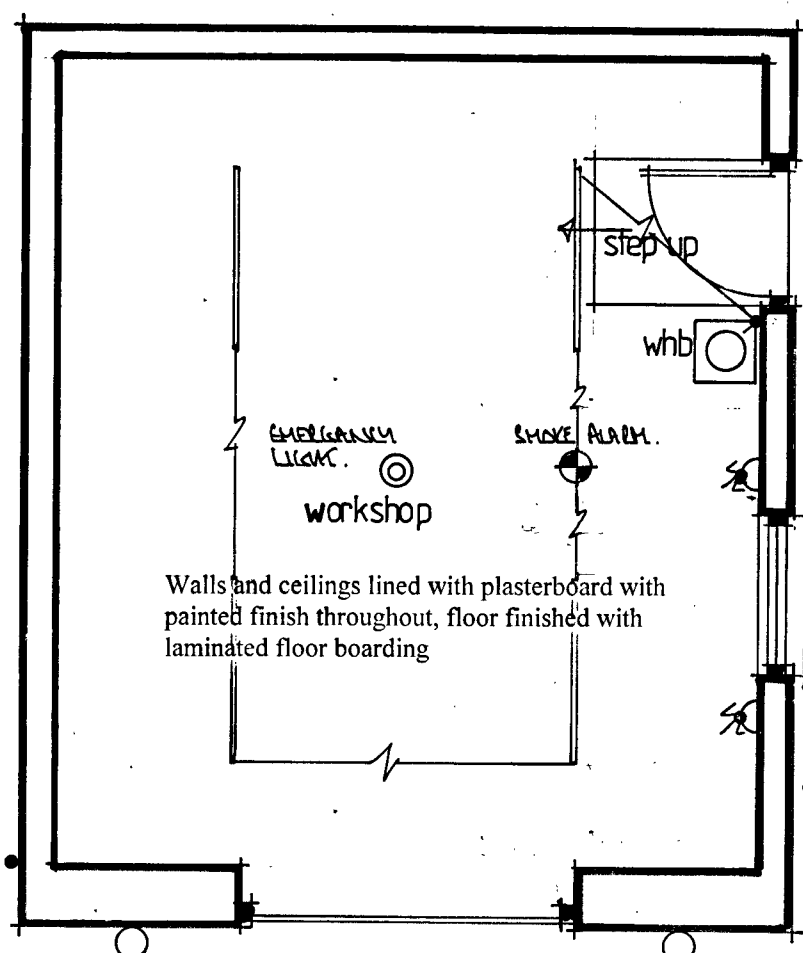 step up
whb
EMERGANCY
LIGHT.
SMOKE ALARM.
workshop
Walls and ceilings lined with plasterboard with
painted finish throughout, floor finished with
laminated floor boarding